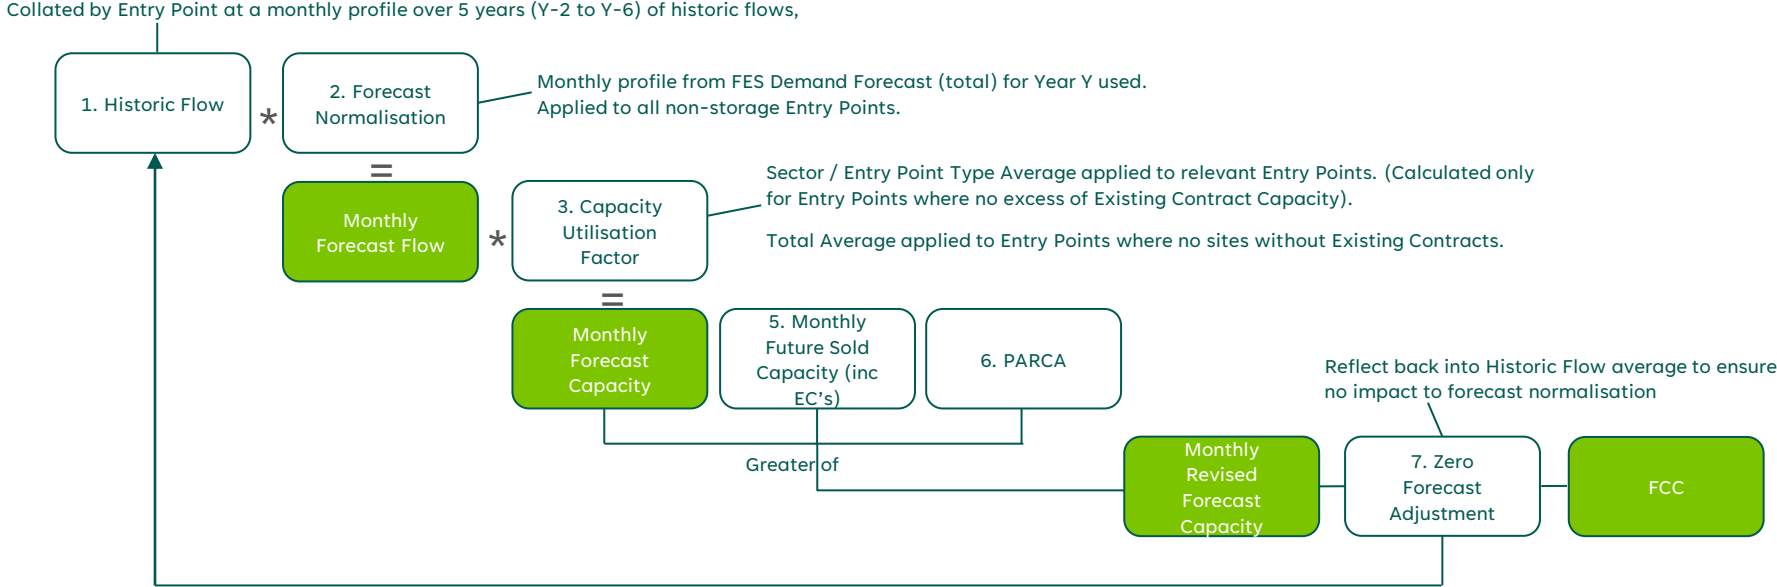 Collated by Entry Point at a monthly profile over 5 years (Y-2 to Y-6) of historic flows,
1. Historic Flow
*
2. Forecast
Normalisation
Monthly profile from FES Demand Forecast (total) for Year Y used.
Applied to all non-storage Entry Points.
=
Monthly
Forecast Flow
*
3. Capacity
Utilisation
Factor
Sector / Entry Point Type Average applied to relevant Entry Points. (Calculated only
for Entry Points where no excess of Existing Contract Capacity).
Total Average applied to Entry Points where no sites without Existing Contracts.
=
Monthly
Forecast
Capacity
5. Monthly
Future Sold
Capacity (inc
EC's)
6. PARCA
Greater of
Reflect back into Historic Flow average to ensure
no impact to forecast normalisation
Monthly
Revised
Forecast
Capacity
7. Zero
Forecast
Adjustment
FCC